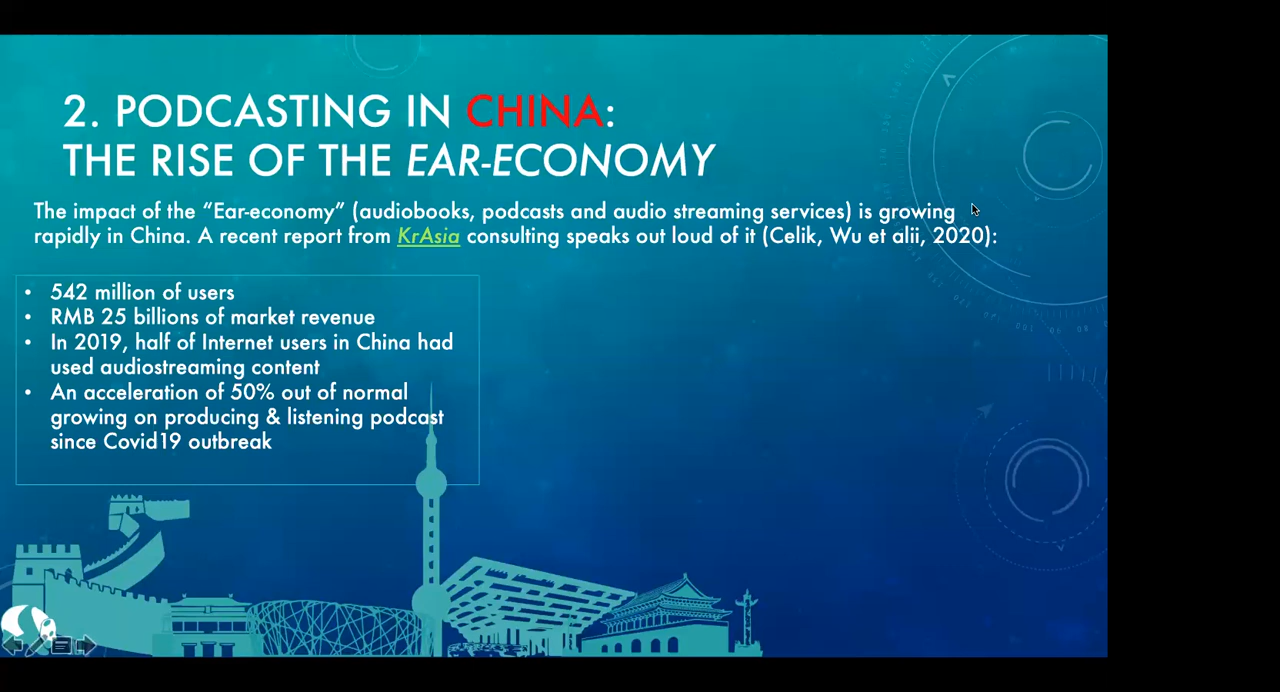 2. PODCASTING IN CHINA:
THE RISE OF THE EAR-ECONOMY
The impact of the “Ear-economy” (audiobooks, podcasts and audio streaming services) is growing
rapidly in China. A recent report from KrAsia consulting speaks out loud of it (Celik, Wu et alii, 2020):
• 542 million of users
• RMB 25 billions of market revenue
• In 2019, half of Internet users in China had
used audiostreaming content
• An acceleration of 50% out of normal
growing on producing & listening podcast
since Covid19 outbreak